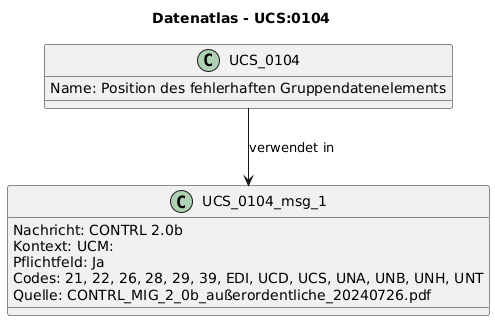 Datenatlas - UCS:0104
C UCS_0104
Name: Position des fehlerhaften Gruppendatenelements
verwendet in
C UCS_0104_msg_1
Nachricht: CONTRL 2.0b
Kontext: UCM:
Pflichtfeld: Ja
Codes: 21, 22, 26, 28, 29, 39, EDI, UCD, UCS, UNA, UNB, UNH, UNT
Quelle: CONTRL_MIG_2_0b_außerordentliche_20240726.pdf